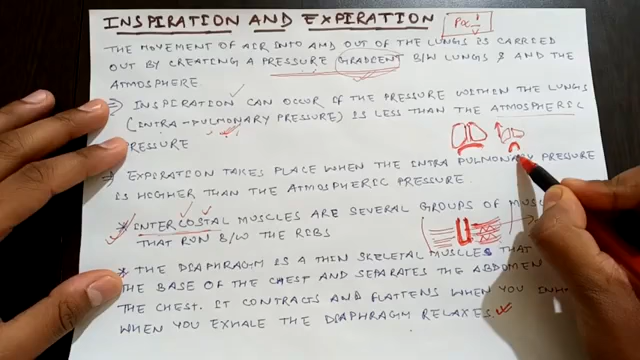 INSPIRATION AND EXPIRATION
P∝ 1/V
THE MOVEMENT OF AIR INTO AND OUT OF THE LUNGS IS CARRIED
OUT BY CREATING A PRESSURE GRADIENT B/W LUNGS & AND THE
ATMOSPHERE.
⇒ INSPIRATION CAN OCCUR IF THE PRESSURE WITHIN THE LUNGS
(INTRA-PULMONARY PRESSURE) IS LESS THAN THE ATMOSPHERIC
PRESSURE
⇒ EXPIRATION TAKES PLACE WHEN THE INTRA PULMONARY PRESSURE
IS HIGHER THAN THE ATMOSPHERIC PRESSURE.
* INTERCOSTAL MUSCLES ARE SEVERAL GROUPS OF MUSC
THAT RUN B/W THE RIBS
* THE DIAPHRAGM IS A THIN SKELETAL MUSCLES THAT
THE BASE OF THE CHEST AND SEPARATES THE ABDOMEN
THE CHEST. IT CONTRACTS AND FLATTENS WHEN YOU INH
WHEN YOU EXHALE THE DIAPHRAGM RELAXES.